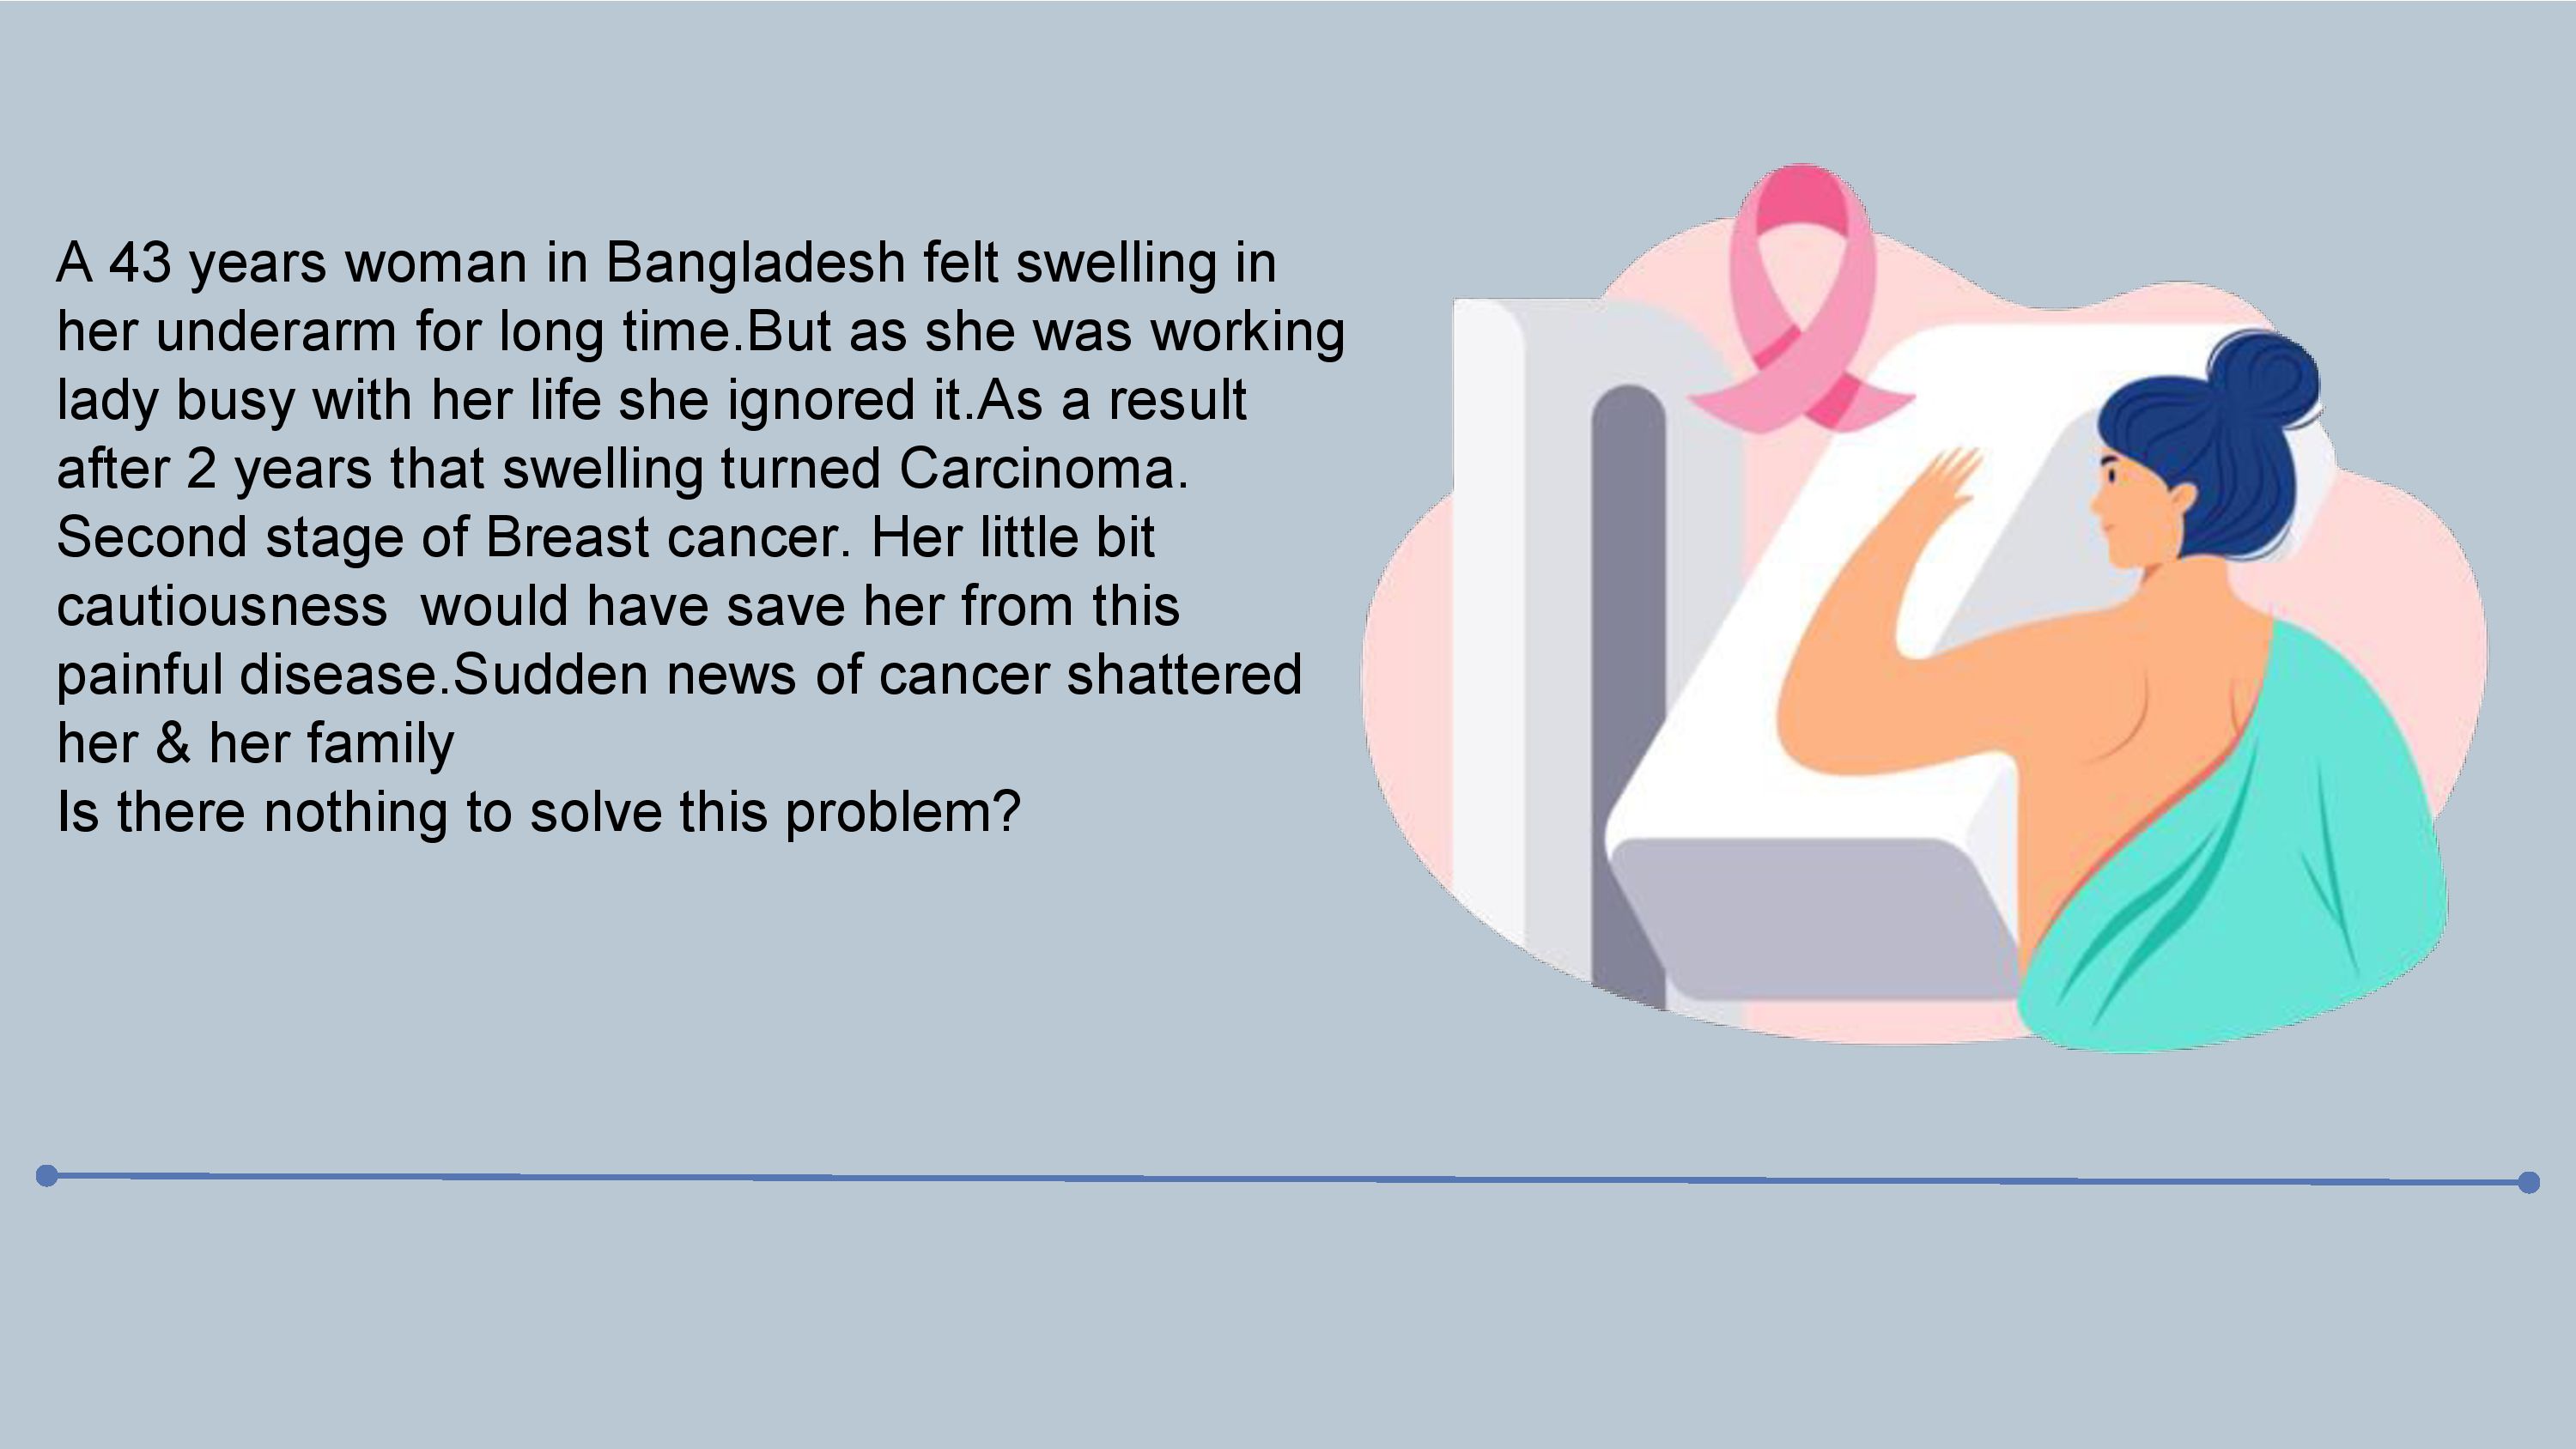 A 43 years woman in Bangladesh felt swelling in
her underarm for long time.But as she was working
lady busy with her life she ignored it.As a result
after 2 years that swelling turned Carcinoma.
Second stage of Breast cancer. Her little bit
cautiousness  would have save her from this
painful disease.Sudden news of cancer shattered
her & her family
Is there nothing to solve this problem?